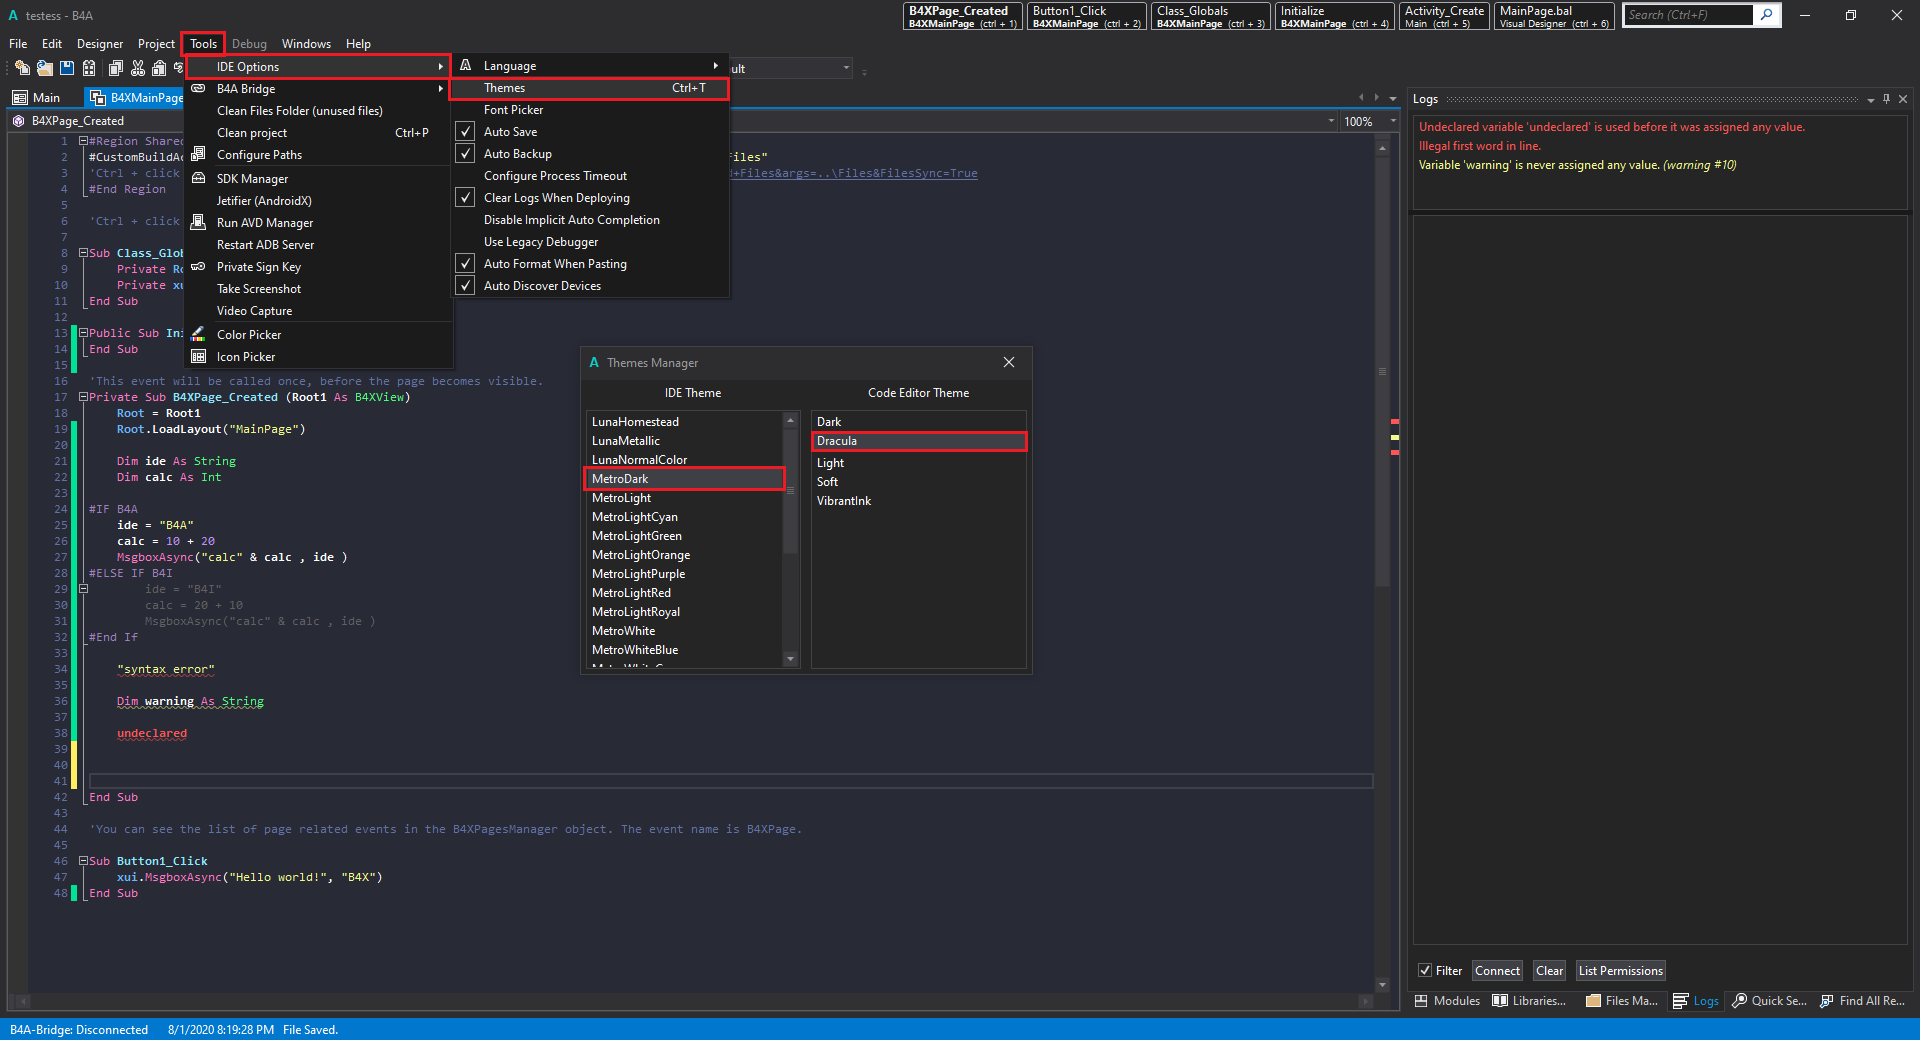 testess - B4A
B4XPage_Created
B4XMainPage (ctrl + 1)
Button1_Click
B4XMainPage (ctrl + 2)
Class_Globals
B4XMainPage (ctrl + 3)
Initialize
B4XMainPage (ctrl + 4)
Activity_Create
Main (ctrl + 5)
MainPage.bal
Visual Designer (ctrl + 6)
Search (Ctrl+F)
File Edit Designer Project Tools Debug Windows Help
ult
Main
B4XMainPage
B4XPage_Created
100%
IDE Options
B4A Bridge
Clean Files Folder (unused files)
Clean project Ctrl+P
Configure Paths
SDK Manager
Jetifier (AndroidX)
Run AVD Manager
Restart ADB Server
Private Sign Key
Take Screenshot
Video Capture
Color Picker
Icon Picker
Language
Themes Ctrl+T
Font Picker
Auto Save
Auto Backup
Configure Process Timeout
Clear Logs When Deploying
Disable Implicit Auto Completion
Use Legacy Debugger
Auto Format When Pasting
Auto Discover Devices
1 #Region Shared
2 #CustomBuildAc iles"
3 'Ctrl + click d+Files&args=..\Files&FilesSync=True
4 #End Region
5
6 'Ctrl + click
7
8 Sub Class_Glob
9 Private Ro
10 Private xu
11 End Sub
12
13 Public Sub Ini
14 End Sub
15
16 'This event will be called once, before the page becomes visible.
17 Private Sub B4XPage_Created (Root1 As B4XView)
18 Root = Root1
19 Root.LoadLayout("MainPage")
20
21 Dim ide As String
22 Dim calc As Int
23
24 #IF B4A
25 ide = "B4A"
26 calc = 10 + 20
27 MsgboxAsync("calc" & calc , ide )
28 #ELSE IF B4I
29 ide = "B4I"
30 calc = 20 + 10
31 MsgboxAsync("calc" & calc , ide )
32 #End If
33
34 "syntax error"
35
36 Dim warning As String
37
38 undeclared
39
40
41
42 End Sub
43
44 'You can see the list of page related events in the B4XPagesManager object. The event name is B4XPage.
45
46 Sub Button1_Click
47 xui.MsgboxAsync("Hello world!", "B4X")
48 End Sub
Themes Manager
IDE Theme
LunaHomestead
LunaMetallic
LunaNormalColor
MetroDark
MetroLight
MetroLightCyan
MetroLightGreen
MetroLightOrange
MetroLightPurple
MetroLightRed
MetroLightRoyal
MetroWhite
MetroWhiteBlue
Code Editor Theme
Dark
Dracula
Light
Soft
VibrantInk
Logs
Undeclared variable 'undeclared' is used before it was assigned any value.
Illegal first word in line.
Variable 'warning' is never assigned any value. (warning #10)
Filter Connect Clear List Permissions
Modules Libraries... Files Ma... Logs Quick Se... Find All Re...
B4A-Bridge: Disconnected 8/1/2020 8:19:28 PM File Saved.